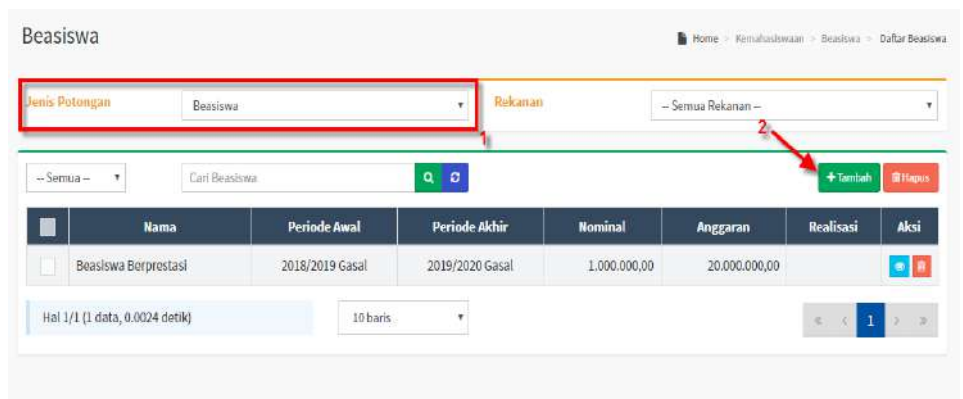 Beasiswa
Home > Kemahasiswaan > Beasiswa > Daftar Beasiswa
Jenis Potongan Beasiswa Rekanan -- Semua Rekanan --
1 2
-- Semua -- Cari Beasiswa +Tambah Hapus
Nama Periode Awal Periode Akhir Nominal Anggaran Realisasi Aksi
Beasiswa Berprestasi 2018/2019 Gasal 2019/2020 Gasal 1.000.000,00 20.000.000,00
Hal 1/1 (1 data, 0.0024 detik) 10 baris « < 1 > »